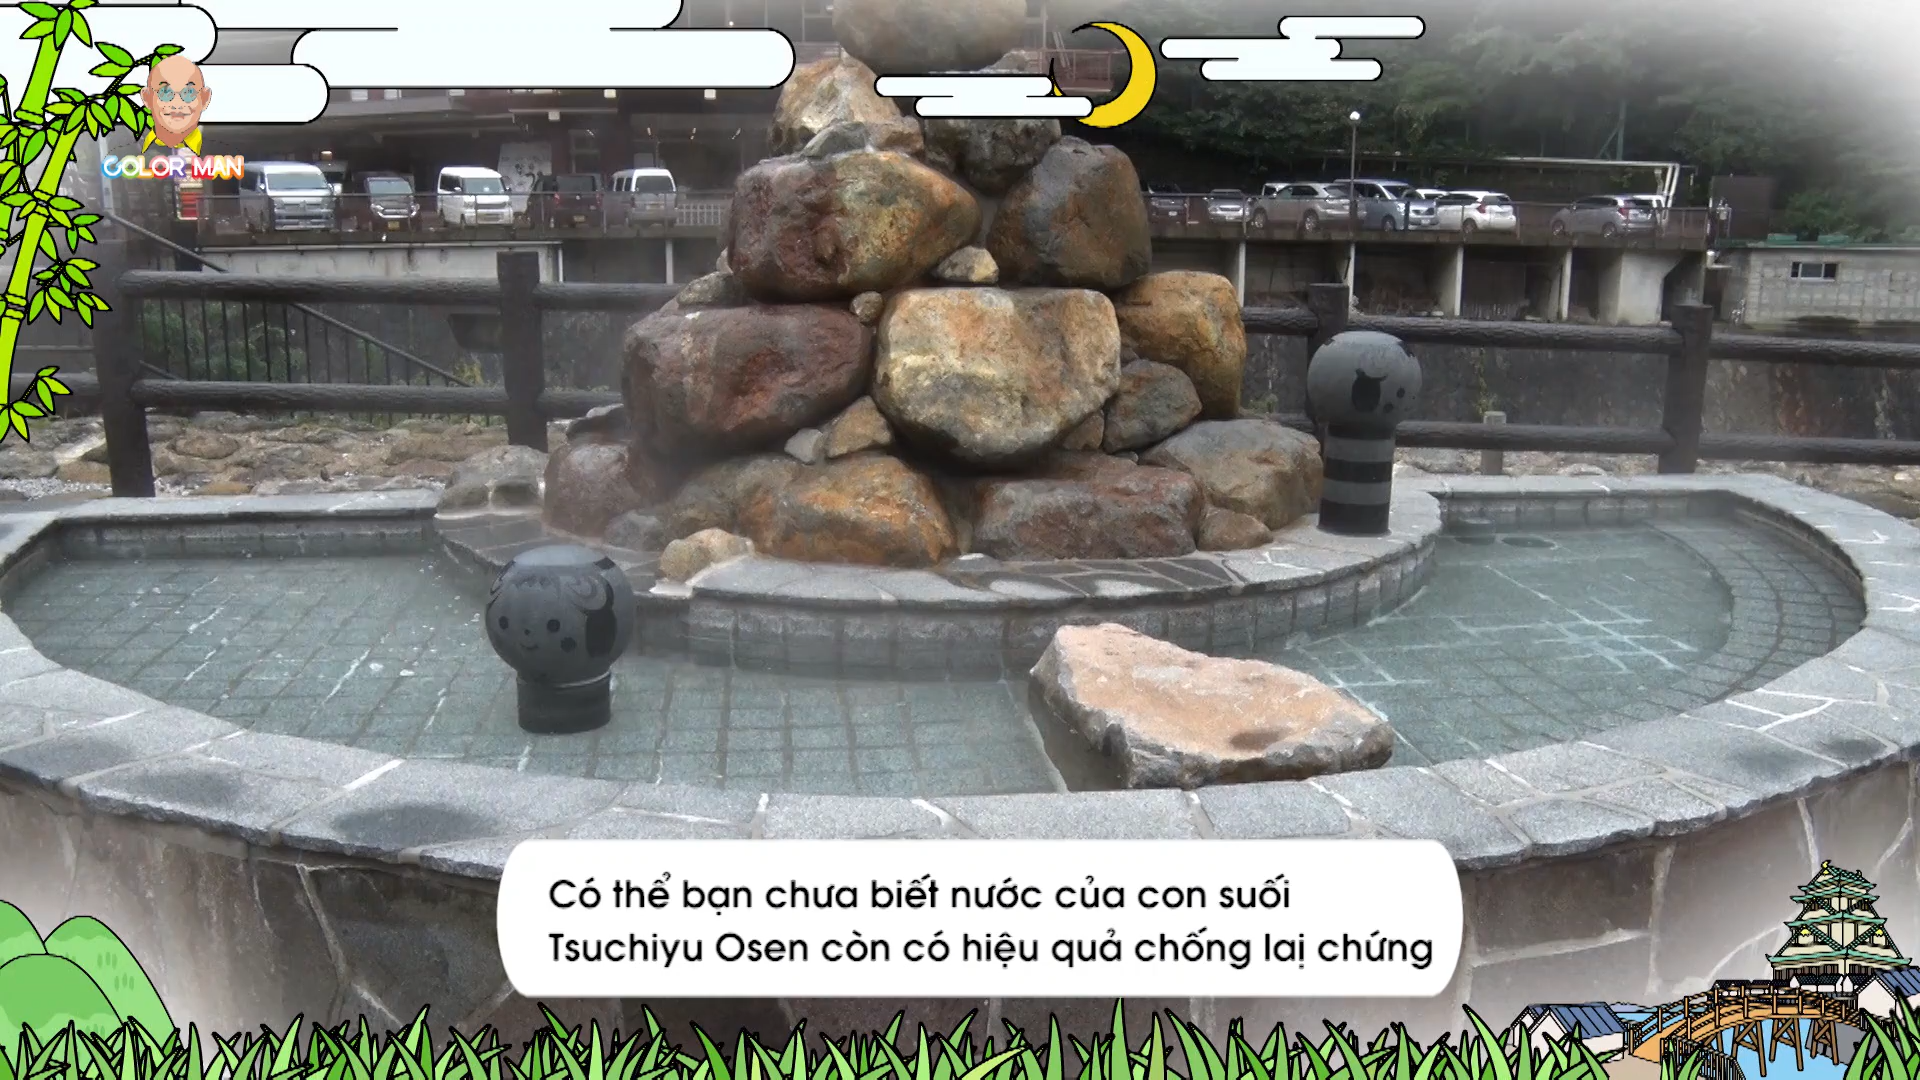 COLOR MAN
Có thể bạn chưa biết nước của con suối
Tsuchiyu Osen còn có hiệu quả chống lại chứng